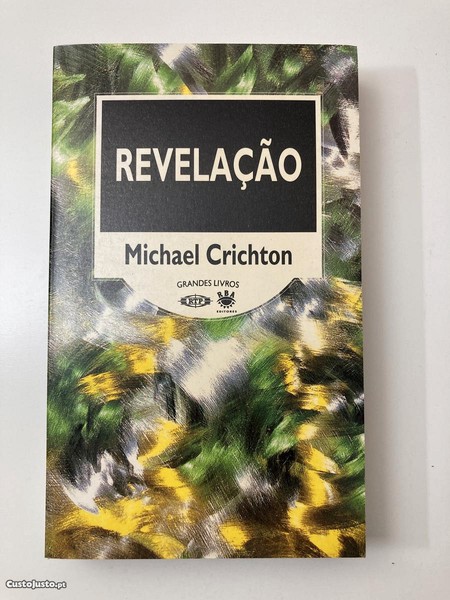 REVELAÇÃO
Michael Crichton
GRANDES LIVROS
RTP
RBA
EDITORES
CustoJusto.pt